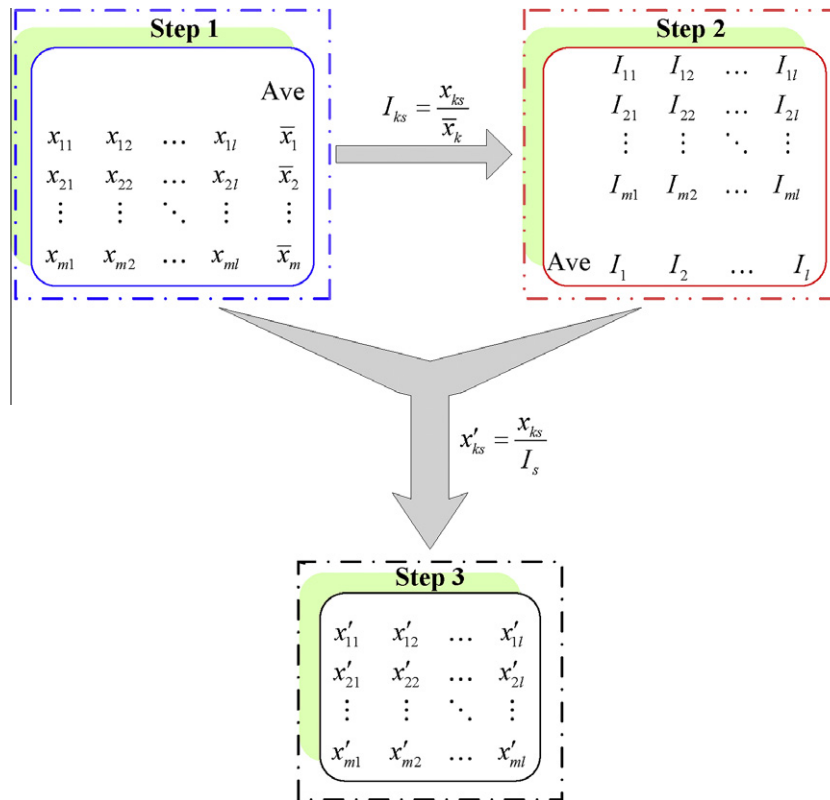 Step 1
Ave
x₁₁ x₁₂ … x₁ₗ x̅₁
x₂₁ x₂₂ … x₂ₗ x̅₂
⋮ ⋮ ⋱ ⋮ ⋮
xₘ₁ xₘ₂ … xₘₗ x̅ₘ
Iₖₛ = xₖₛ / x̅ₖ
Step 2
I₁₁ I₁₂ … I₁ₗ
I₂₁ I₂₂ … I₂ₗ
⋮ ⋮ ⋱ ⋮
Iₘ₁ Iₘ₂ … Iₘₗ
Ave I₁ I₂ … Iₗ
x′ₖₛ = xₖₛ / Iₛ
Step 3
x′₁₁ x′₁₂ … x′₁ₗ
x′₂₁ x′₂₂ … x′₂ₗ
⋮ ⋮ ⋱ ⋮
x′ₘ₁ x′ₘ₂ … x′ₘₗ